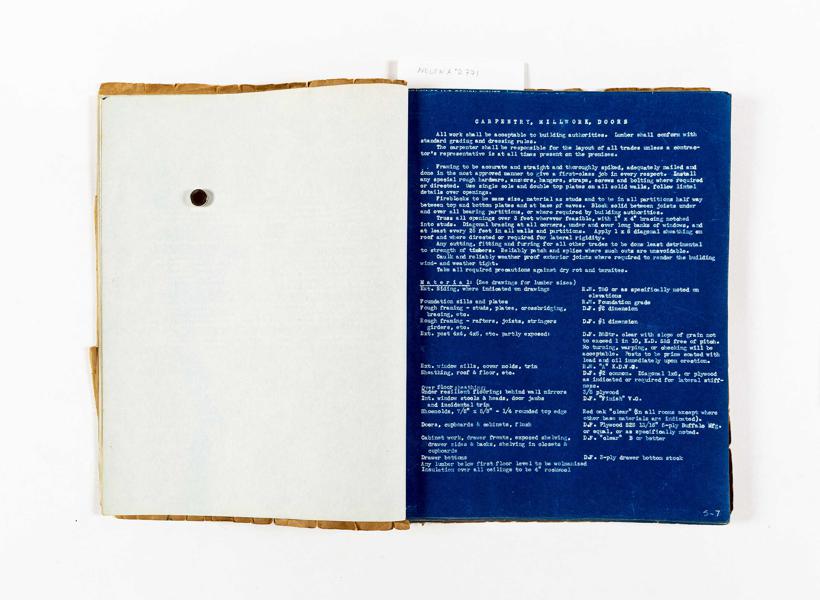 CARPENTRY, MILLWORK, DOORS
All work shall be acceptable to building authorities. Lumber shall conform with
standard grading and dressing rules.
The carpenter shall be responsible for the layout of all trades unless a contrac-
tor's representative is at all times present on the premises.
Framing to be accurate and straight and thoroughly spiked, adequately nailed and
done in the most approved manner to give a first-class job in every respect. Install
any special rough hardware, anchors, hangers, straps, screws and bolting where required
or directed. Use single sole and double top plates on all solid walls, follow lintel
details over openings.
Fireblocks to be same size, material as studs and to be in all partitions half way
between top and bottom plates and at base of eaves. Block solid between joists under
and over all bearing partitions, or where required by building authorities.
Truss all openings over 3 feet wherever feasible, with 1" x 4" bracing notched
into studs. Diagonal bracing at all corners, under and over long banks of windows, and
at least every 25 feet in all walls and partitions. Apply 1 x 6 diagonal sheathing on
roof and where directed or required for lateral rigidity.
Any cutting, fitting and furring for all other trades to be done least detrimental
to strength of timbers. Reliably patch and splice where such cuts are unavoidable.
Caulk and reliably weather proof exterior joints where required to render the building
wind- and weather tight.
Take all required precautions against dry rot and termites.
Material: (See drawings for lumber sizes)
Ext. Siding, where indicated on drawings R.W. T&G or as specifically noted on
elevations
Foundation sills and plates R.W. Foundation grade
Rough framing - studs, plates, crossbridging, D.F. #2 dimension
bracing, etc.
Rough framing - rafters, joists, stringers D.F. #1 dimension
girders, etc.
Ext. post 4x4, 4x6, etc. partly exposed: D.F. S4Str. clear with slope of grain not
to exceed 1 in 10, K.D. S4S free of pitch.
No turning, warping, or checking will be
acceptable. Posts to be prime coated with
lead and oil immediately upon erection.
Ext. window sills, cover molds, trim R.W. "A" K.D.V.G.
Sheathing, roof & floor, etc. D.F. #2 common. Diagonal 1x6, or plywood
as indicated or required for lateral stiff-
ness.
Over floor sheathing:
Under resilient flooring; behind wall mirrors 3/8 plywood
Int. window stools & heads, door jambs D.F. "Finish" V.G.
and incidental trim
Shoemolds, 7/8" x 5/8" - 1/4 rounded top edge Red oak "clear" (in all rooms except where
other base materials are indicated).
Doors, cupboards & cabinets, flush D.F. Plywood S2S 13/16" 5-ply Buffalo Mfg.
or equal, or as specifically noted.
Cabinet work, drawer fronts, exposed shelving, D.F. "clear" B or better
drawer sides & backs, shelving in closets &
cupboards
Drawer bottoms D.F. 3-ply drawer bottom stock
Any lumber below first floor level to be wolmanized
Insulation over all ceilings to be 4" rockwool
S-7